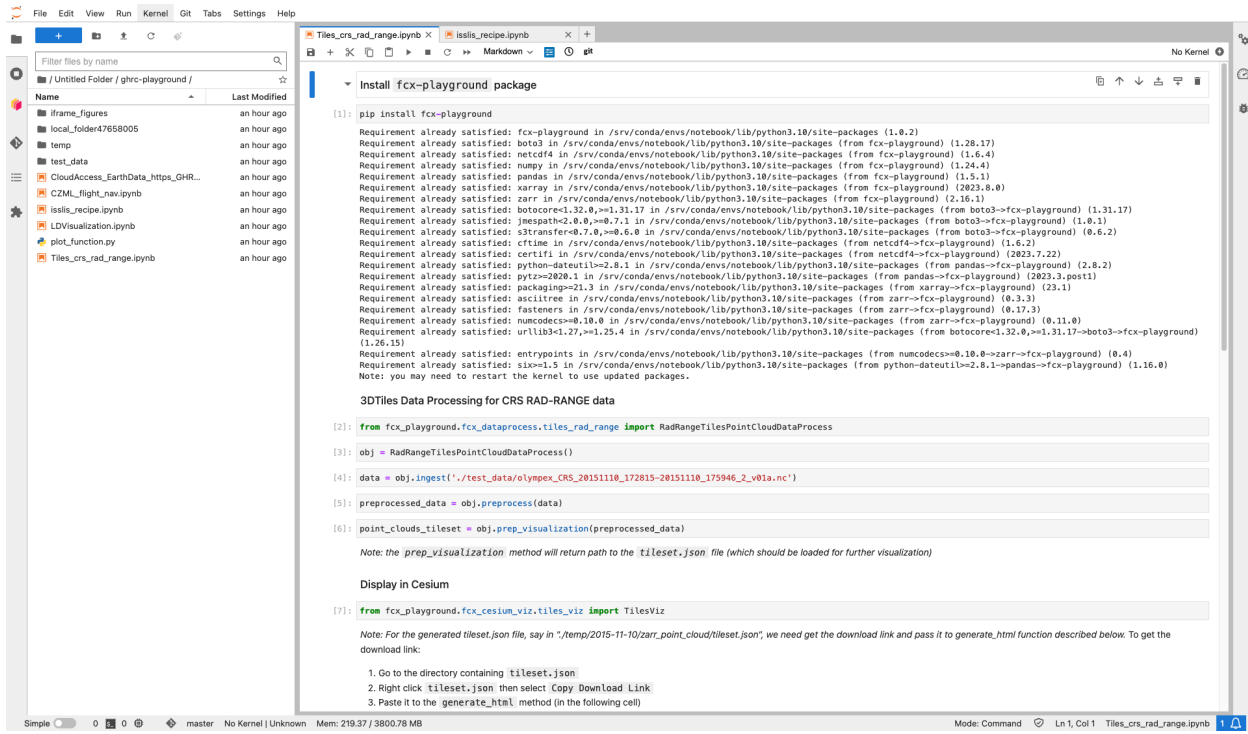 File Edit View Run Kernel Git Tabs Settings Help
Filter files by name
/ Untitled Folder / ghrc-playground /
Name Last Modified
iframe_figures an hour ago
local_folder47658005 an hour ago
temp an hour ago
test_data an hour ago
CloudAccess_EarthData_https_GHR... an hour ago
CZML_flight_nav.ipynb an hour ago
isslis_recipe.ipynb an hour ago
LDVisualization.ipynb an hour ago
plot_function.py an hour ago
Tiles_crs_rad_range.ipynb an hour ago
Tiles_crs_rad_range.ipynb isslis_recipe.ipynb
Markdown git No Kernel
Install fcx-playground package
[1]: pip install fcx-playground
Requirement already satisfied: fcx-playground in /srv/conda/envs/notebook/lib/python3.10/site-packages (1.0.2)
Requirement already satisfied: boto3 in /srv/conda/envs/notebook/lib/python3.10/site-packages (from fcx-playground) (1.28.17)
Requirement already satisfied: netcdf4 in /srv/conda/envs/notebook/lib/python3.10/site-packages (from fcx-playground) (1.6.4)
Requirement already satisfied: numpy in /srv/conda/envs/notebook/lib/python3.10/site-packages (from fcx-playground) (1.24.4)
Requirement already satisfied: pandas in /srv/conda/envs/notebook/lib/python3.10/site-packages (from fcx-playground) (1.5.1)
Requirement already satisfied: xarray in /srv/conda/envs/notebook/lib/python3.10/site-packages (from fcx-playground) (2023.8.0)
Requirement already satisfied: zarr in /srv/conda/envs/notebook/lib/python3.10/site-packages (from fcx-playground) (2.16.1)
Requirement already satisfied: botocore<1.32.0,>=1.31.17 in /srv/conda/envs/notebook/lib/python3.10/site-packages (from boto3->fcx-playground) (1.31.17)
Requirement already satisfied: jmespath<2.0.0,>=0.7.1 in /srv/conda/envs/notebook/lib/python3.10/site-packages (from boto3->fcx-playground) (1.0.1)
Requirement already satisfied: s3transfer<0.7.0,>=0.6.0 in /srv/conda/envs/notebook/lib/python3.10/site-packages (from boto3->fcx-playground) (0.6.2)
Requirement already satisfied: cftime in /srv/conda/envs/notebook/lib/python3.10/site-packages (from netcdf4->fcx-playground) (1.6.2)
Requirement already satisfied: certifi in /srv/conda/envs/notebook/lib/python3.10/site-packages (from netcdf4->fcx-playground) (2023.7.22)
Requirement already satisfied: python-dateutil>=2.8.1 in /srv/conda/envs/notebook/lib/python3.10/site-packages (from pandas->fcx-playground) (2.8.2)
Requirement already satisfied: pytz>=2020.1 in /srv/conda/envs/notebook/lib/python3.10/site-packages (from pandas->fcx-playground) (2023.3.post1)
Requirement already satisfied: packaging>=21.3 in /srv/conda/envs/notebook/lib/python3.10/site-packages (from xarray->fcx-playground) (23.1)
Requirement already satisfied: asciitree in /srv/conda/envs/notebook/lib/python3.10/site-packages (from zarr->fcx-playground) (0.3.3)
Requirement already satisfied: fasteners in /srv/conda/envs/notebook/lib/python3.10/site-packages (from zarr->fcx-playground) (0.17.3)
Requirement already satisfied: numcodecs>=0.10.0 in /srv/conda/envs/notebook/lib/python3.10/site-packages (from zarr->fcx-playground) (0.11.0)
Requirement already satisfied: urllib3<1.27,>=1.25.4 in /srv/conda/envs/notebook/lib/python3.10/site-packages (from botocore<1.32.0,>=1.31.17->boto3->fcx-playground)
(1.26.15)
Requirement already satisfied: entrypoints in /srv/conda/envs/notebook/lib/python3.10/site-packages (from numcodecs>=0.10.0->zarr->fcx-playground) (0.4)
Requirement already satisfied: six>=1.5 in /srv/conda/envs/notebook/lib/python3.10/site-packages (from python-dateutil>=2.8.1->pandas->fcx-playground) (1.16.0)
Note: you may need to restart the kernel to use updated packages.
3DTiles Data Processing for CRS RAD-RANGE data
[2]: from fcx_playground.fcx_dataprocess.tiles_rad_range import RadRangeTilesPointCloudDataProcess
[3]: obj = RadRangeTilesPointCloudDataProcess()
[4]: data = obj.ingest('./test_data/olympex_CRS_20151110_172815-20151110_175946_2_v01a.nc')
[5]: preprocessed_data = obj.preprocess(data)
[6]: point_clouds_tileset = obj.prep_visualization(preprocessed_data)
Note: the prep_visualization method will return path to the tileset.json file (which should be loaded for further visualization)
Display in Cesium
[7]: from fcx_playground.fcx_cesium_viz.tiles_viz import TilesViz
Note: For the generated tileset.json file, say in "./temp/2015-11-10/zarr_point_cloud/tileset.json", we need get the download link and pass it to generate_html function described below. To get the
download link:
1. Go to the directory containing tileset.json
2. Right click tileset.json then select Copy Download Link
3. Paste it to the generate_html method (in the following cell)
Simple 0 0 master No Kernel | Unknown Mem: 219.37 / 3800.78 MB Mode: Command Ln 1, Col 1 Tiles_crs_rad_range.ipynb 1